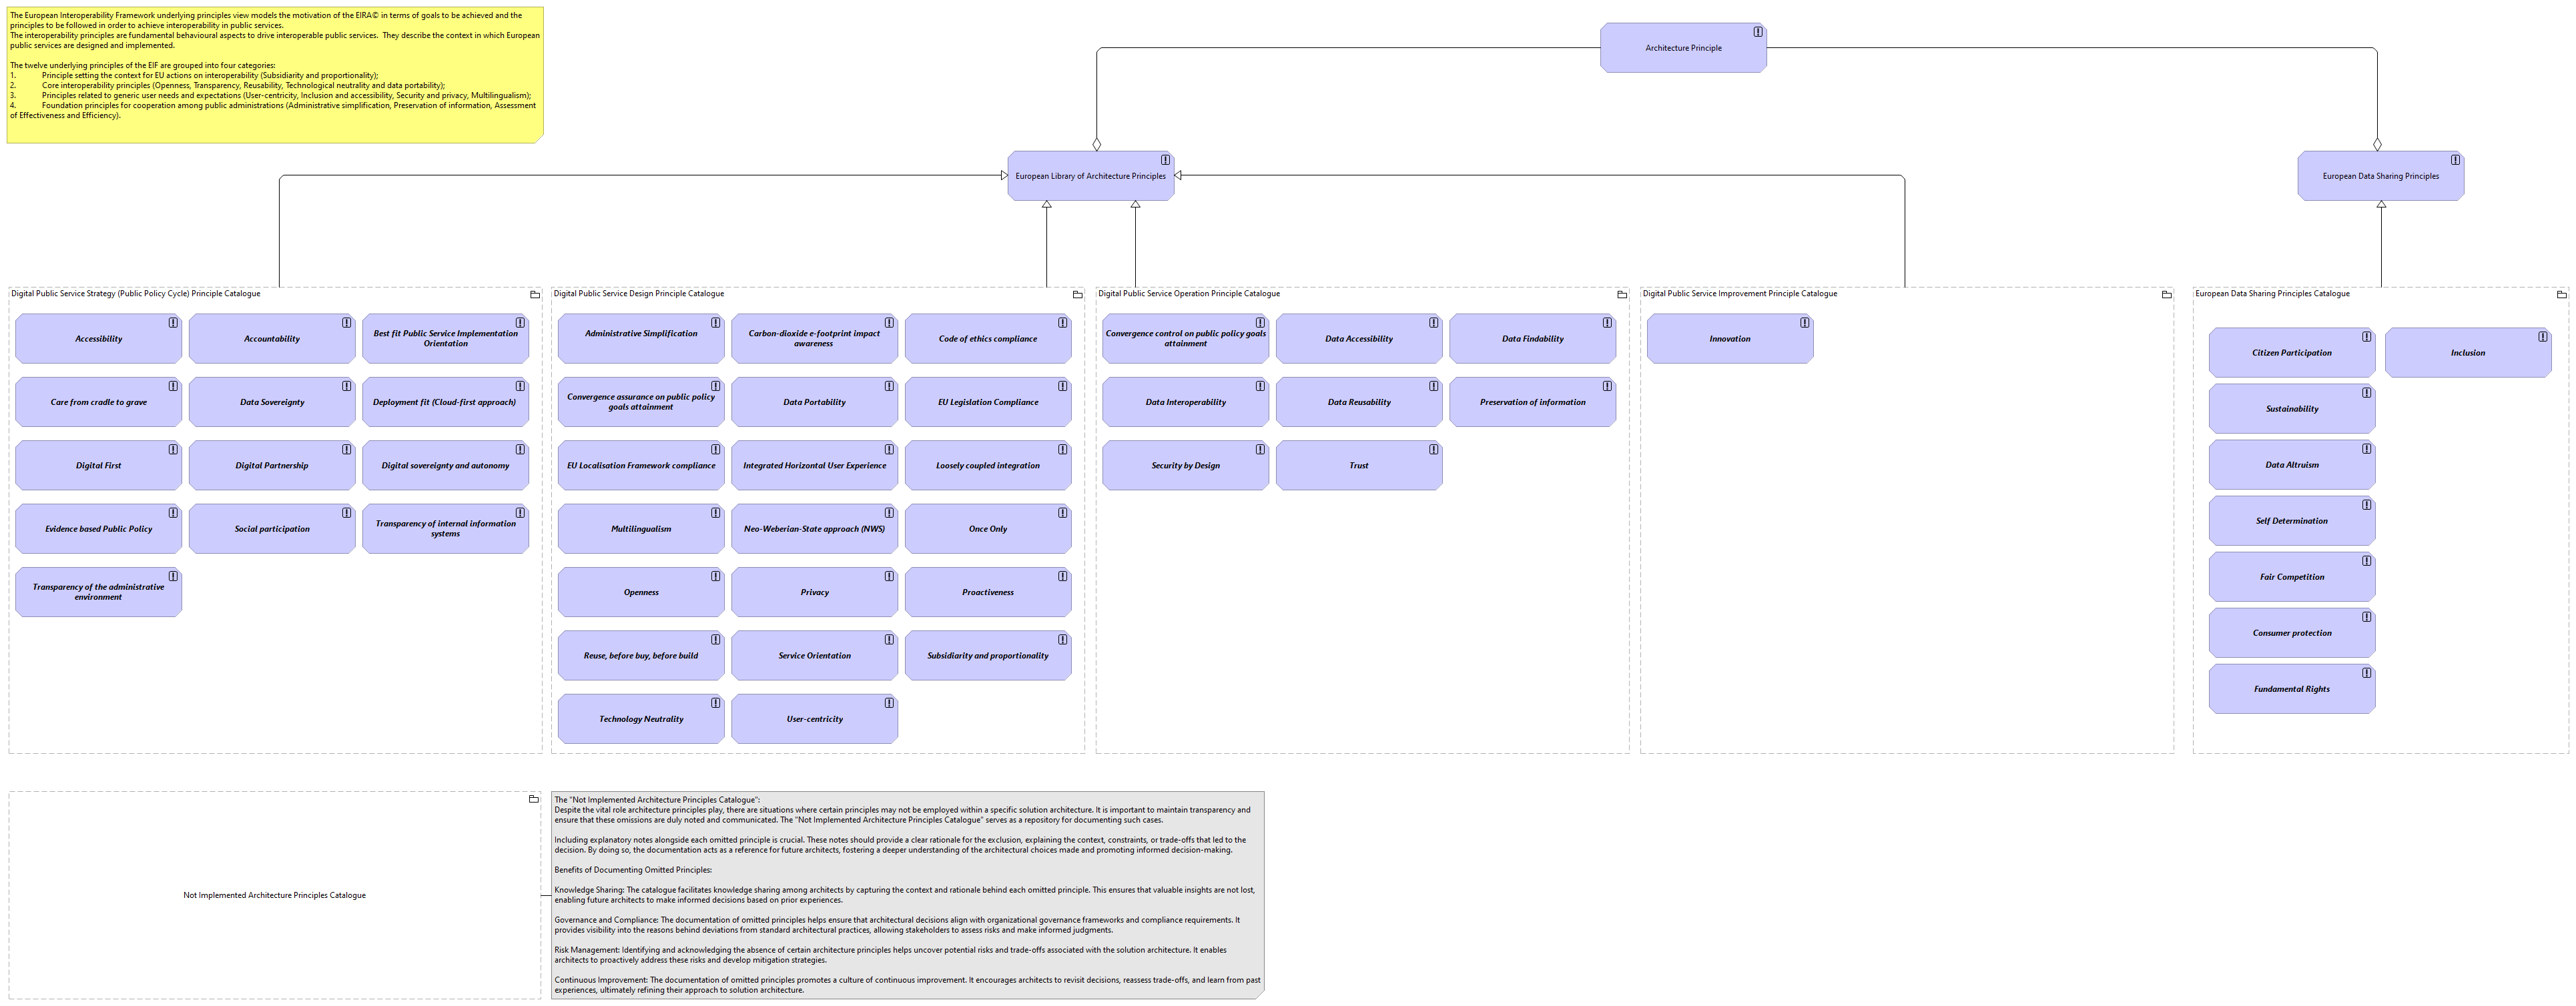 The European Interoperability Framework underlying principles view models the motivation of the EIRA© in terms of goals to be achieved and the
principles to be followed in order to achieve interoperability in public services.
The interoperability principles are fundamental behavioural aspects to drive interoperable public services.  They describe the context in which European
public services are designed and implemented.
The twelve underlying principles of the EIF are grouped into four categories:
1. Principle setting the context for EU actions on interoperability (Subsidiarity and proportionality);
2. Core interoperability principles (Openness, Transparency, Reusability, Technological neutrality and data portability);
3. Principles related to generic user needs and expectations (User-centricity, Inclusion and accessibility, Security and privacy, Multilingualism);
4. Foundation principles for cooperation among public administrations (Administrative simplification, Preservation of information, Assessment
of Effectiveness and Efficiency).
Architecture Principle
European Library of Architecture Principles
European Data Sharing Principles
Digital Public Service Strategy (Public Policy Cycle) Principle Catalogue
Accessibility
Accountability
Best fit Public Service Implementation
Orientation
Care from cradle to grave
Data Sovereignty
Deployment fit (Cloud-first approach)
Digital First
Digital Partnership
Digital sovereignty and autonomy
Evidence based Public Policy
Social participation
Transparency of internal information
systems
Transparency of the administrative
environment
Digital Public Service Design Principle Catalogue
Administrative Simplification
Carbon-dioxide e-footprint impact
awareness
Code of ethics compliance
Convergence assurance on public policy
goals attainment
Data Portability
EU Legislation Compliance
EU Localisation Framework compliance
Integrated Horizontal User Experience
Loosely coupled integration
Multilingualism
Neo-Weberian-State approach (NWS)
Once Only
Openness
Privacy
Proactiveness
Reuse, before buy, before build
Service Orientation
Subsidiarity and proportionality
Technology Neutrality
User-centricity
Digital Public Service Operation Principle Catalogue
Convergence control on public policy goals
attainment
Data Accessibility
Data Findability
Data Interoperability
Data Reusability
Preservation of information
Security by Design
Trust
Digital Public Service Improvement Principle Catalogue
Innovation
European Data Sharing Principles Catalogue
Citizen Participation
Inclusion
Sustainability
Data Altruism
Self Determination
Fair Competition
Consumer protection
Fundamental Rights
Not Implemented Architecture Principles Catalogue
The "Not Implemented Architecture Principles Catalogue":
Despite the vital role architecture principles play, there are situations where certain principles may not be employed within a specific solution architecture. It is important to maintain transparency and
ensure that these omissions are duly noted and communicated. The "Not Implemented Architecture Principles Catalogue" serves as a repository for documenting such cases.
Including explanatory notes alongside each omitted principle is crucial. These notes should provide a clear rationale for the exclusion, explaining the context, constraints, or trade-offs that led to the
decision. By doing so, the documentation acts as a reference for future architects, fostering a deeper understanding of the architectural choices made and promoting informed decision-making.
Benefits of Documenting Omitted Principles:
Knowledge Sharing: The catalogue facilitates knowledge sharing among architects by capturing the context and rationale behind each omitted principle. This ensures that valuable insights are not lost,
enabling future architects to make informed decisions based on prior experiences.
Governance and Compliance: The documentation of omitted principles helps ensure that architectural decisions align with organizational governance frameworks and compliance requirements. It
provides visibility into the reasons behind deviations from standard architectural practices, allowing stakeholders to assess risks and make informed judgments.
Risk Management: Identifying and acknowledging the absence of certain architecture principles helps uncover potential risks and trade-offs associated with the solution architecture. It enables
architects to proactively address these risks and develop mitigation strategies.
Continuous Improvement: The documentation of omitted principles promotes a culture of continuous improvement. It encourages architects to revisit decisions, reassess trade-offs, and learn from past
experiences, ultimately refining their approach to solution architecture.